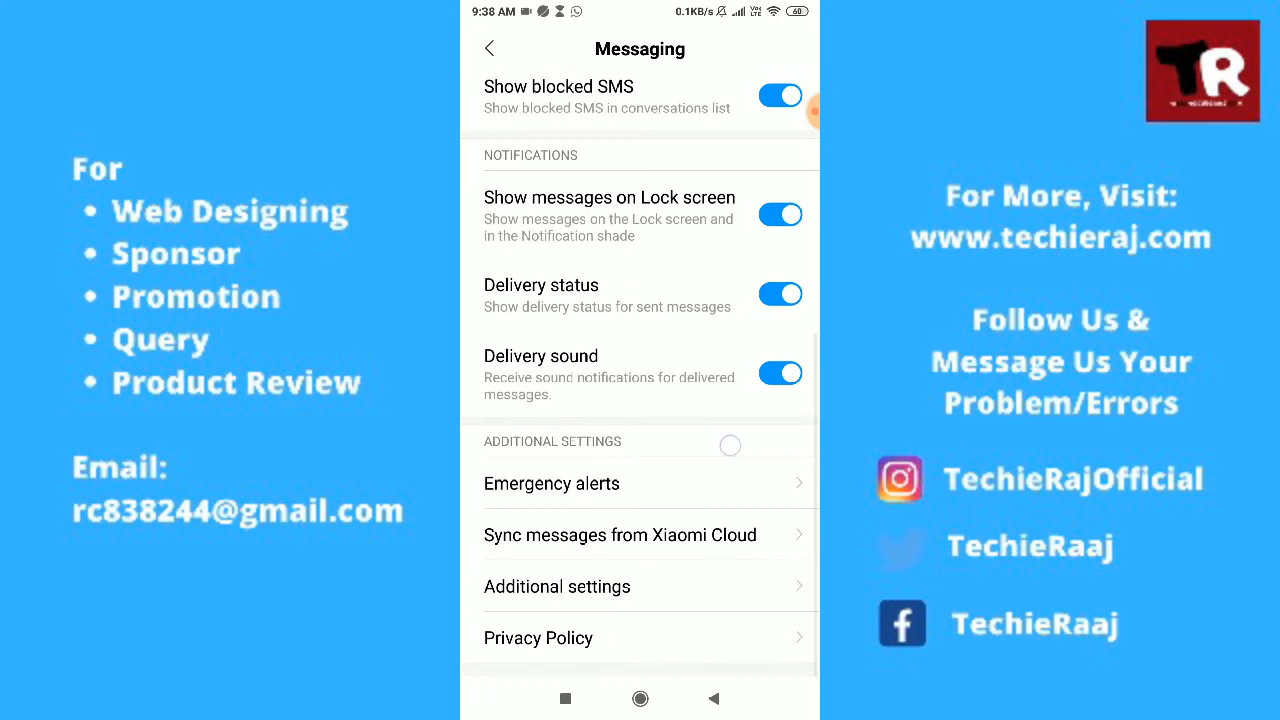 For
• Web Designing
• Sponsor
• Promotion
• Query
• Product Review
Email:
rc838244@gmail.com
9:38 AM
0.1KB/s
Vo
LTE
60
Messaging
Show blocked SMS
Show blocked SMS in conversations list
NOTIFICATIONS
Show messages on Lock screen
Show messages on the Lock screen and
in the Notification shade
Delivery status
Show delivery status for sent messages
Delivery sound
Receive sound notifications for delivered
messages.
ADDITIONAL SETTINGS
Emergency alerts
Sync messages from Xiaomi Cloud
Additional settings
Privacy Policy
TR
For More, Visit:
www.techieraj.com
Follow Us &
Message Us Your
Problem/Errors
TechieRajOfficial
TechieRaaj
TechieRaaj